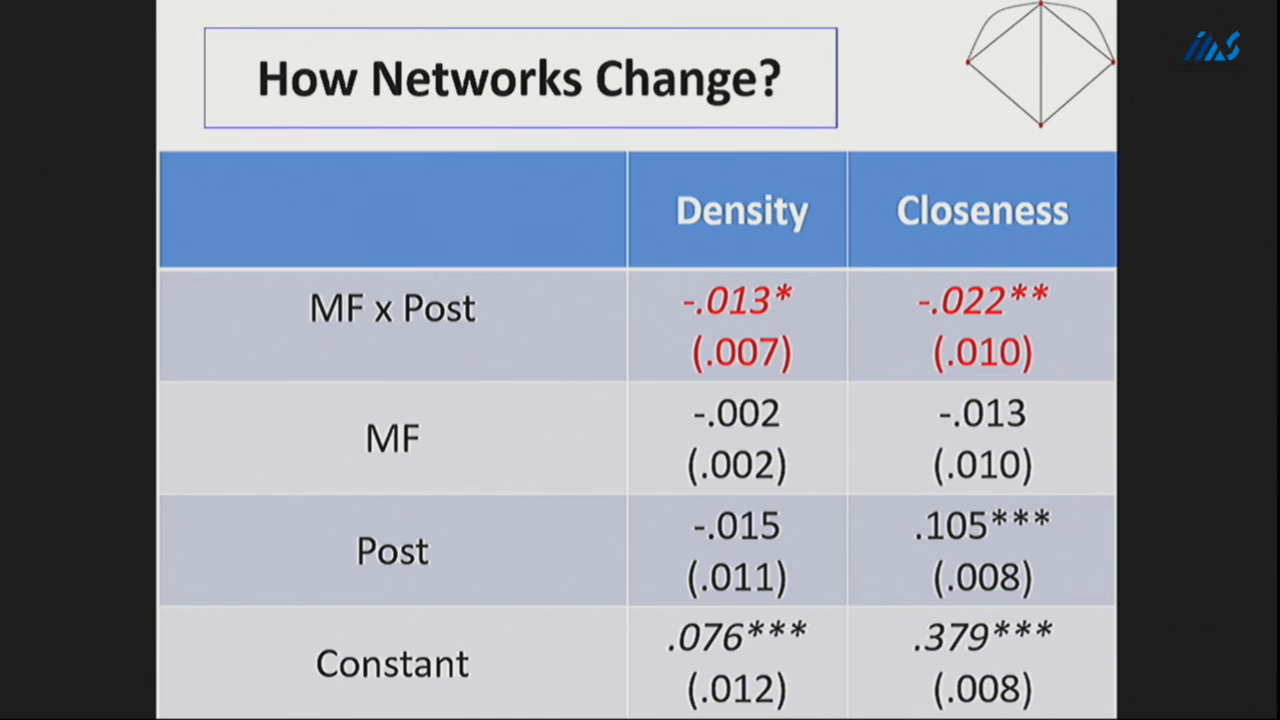 How Networks Change?
IMS
Density Closeness
MF x Post -.013* -.022**
(.007) (.010)
MF -.002 -.013
(.002) (.010)
Post -.015 .105***
(.011) (.008)
Constant .076*** .379***
(.012) (.008)